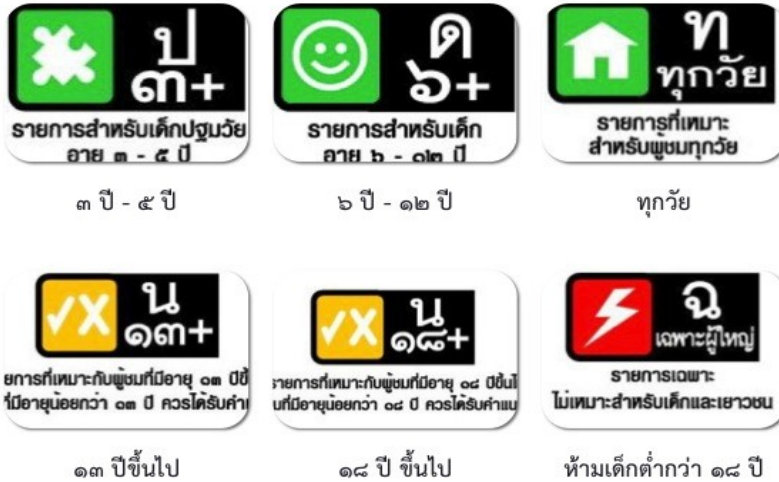 ป
๓+
รายการสำหรับเด็กปฐมวัย
อายุ ๓ - ๕ ปี
๓ ปี - ๕ ปี
ด
๖+
รายการสำหรับเด็ก
อายุ ๖ - ๑๒ ปี
๖ ปี - ๑๒ ปี
ท
ทุกวัย
รายการที่เหมาะ
สำหรับผู้ชมทุกวัย
ทุกวัย
น
๑๓+
ยการที่เหมาะกับผู้ชมที่มีอายุ ๑๓ ปีขึ้
ที่มีอายุน้อยกว่า ๑๓ ปี ควรได้รับคำ
๑๓ ปีขึ้นไป
น
๑๘+
รายการที่เหมาะกับผู้ชมที่มีอายุ ๑๘ ปีขึ้นไ
มที่มีอายุน้อยกว่า ๑๘ ปี ควรได้รับคำแน
๑๘ ปี ขึ้นไป
ฉ
เฉพาะผู้ใหญ่
รายการเฉพาะ
ไม่เหมาะสำหรับเด็กและเยาวชน
ห้ามเด็กต่ำกว่า ๑๘ ปี